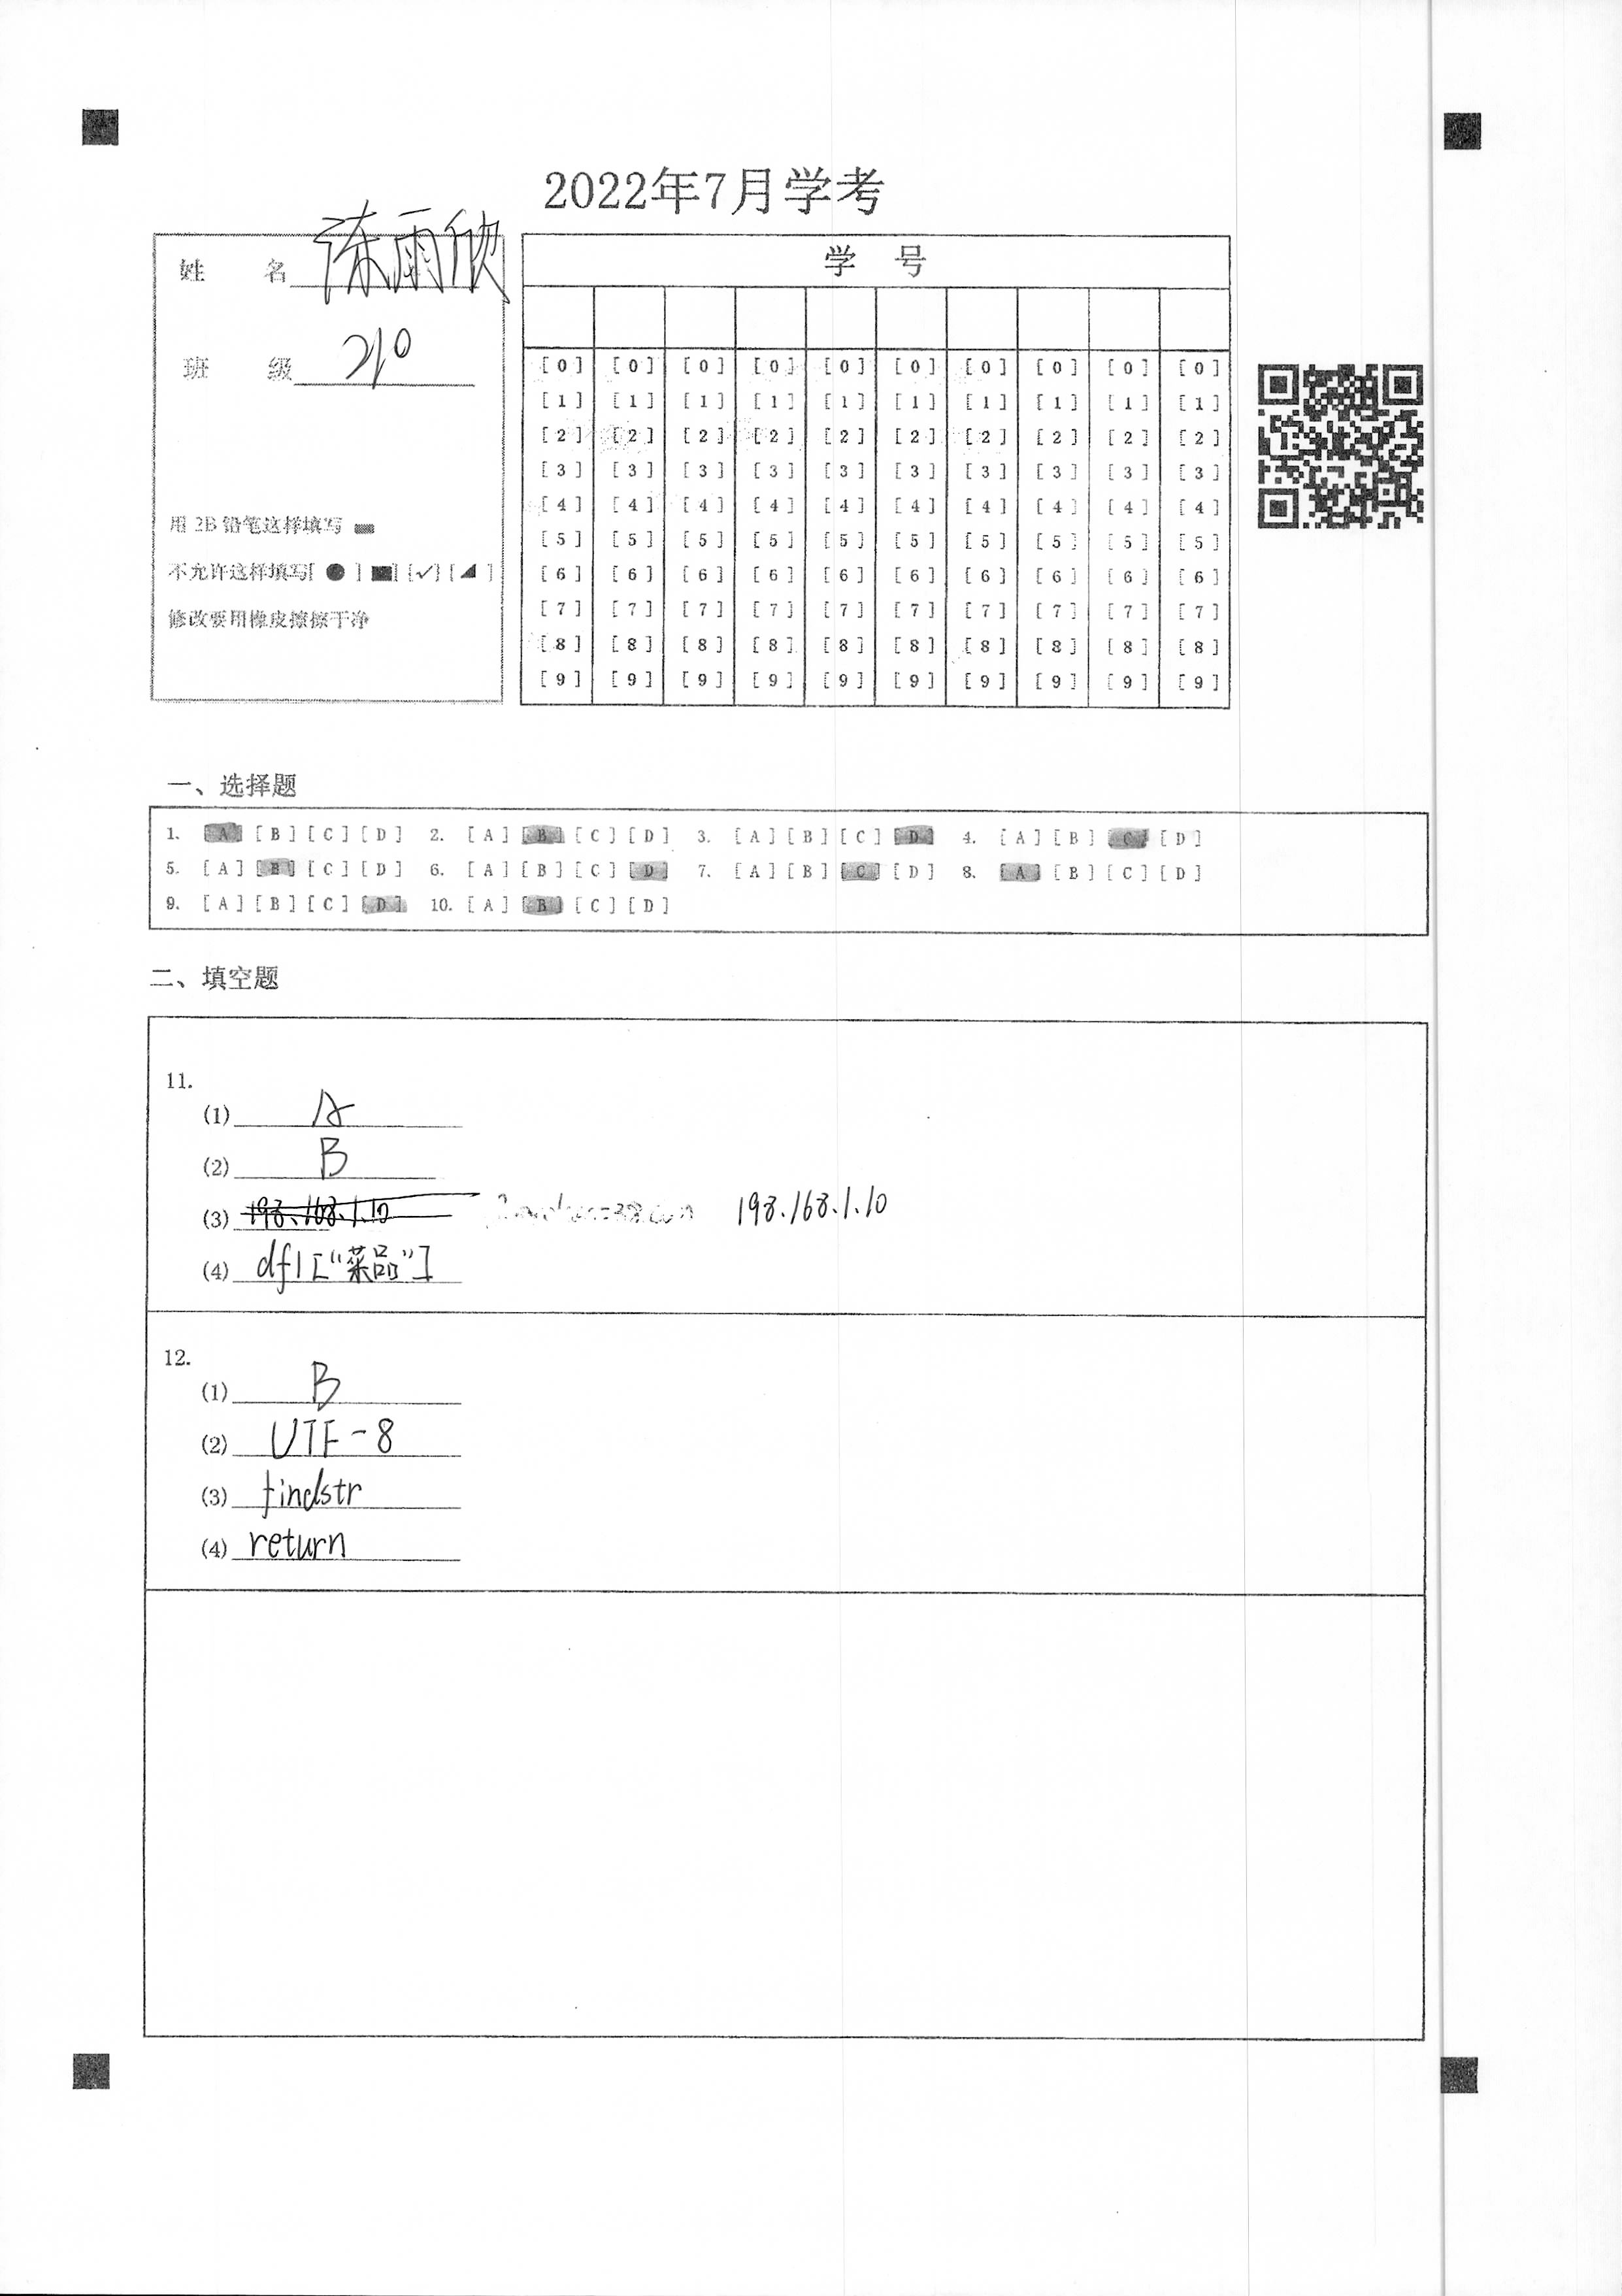 2022年7月学考
姓 名 陈雨欣
班 级 210
用 2B 铅笔这样填写
不允许这样填写[ ● ] [■] [✓] [◢ ]
修改要用橡皮擦擦干净
学 号
[0] [0] [0] [0] [0] [0] [0] [0] [0] [0]
[1] [1] [1] [1] [1] [1] [1] [1] [1] [1]
[2] [2] [2] [2] [2] [2] [2] [2] [2] [2]
[3] [3] [3] [3] [3] [3] [3] [3] [3] [3]
[4] [4] [4] [4] [4] [4] [4] [4] [4] [4]
[5] [5] [5] [5] [5] [5] [5] [5] [5] [5]
[6] [6] [6] [6] [6] [6] [6] [6] [6] [6]
[7] [7] [7] [7] [7] [7] [7] [7] [7] [7]
[8] [8] [8] [8] [8] [8] [8] [8] [8] [8]
[9] [9] [9] [9] [9] [9] [9] [9] [9] [9]
一、选择题
1. [A] [B] [C] [D] 2. [A] [B] [C] [D] 3. [A] [B] [C] [D] 4. [A] [B] [C] [D]
5. [A] [B] [C] [D] 6. [A] [B] [C] [D] 7. [A] [B] [C] [D] 8. [A] [B] [C] [D]
9. [A] [B] [C] [D] 10. [A] [B] [C] [D]
二、填空题
11.
(1) A
(2) B
(3) 198.168.1.10 198.168.1.10
(4) df1["菜品"]
12.
(1) B
(2) UTF-8
(3) findstr
(4) return